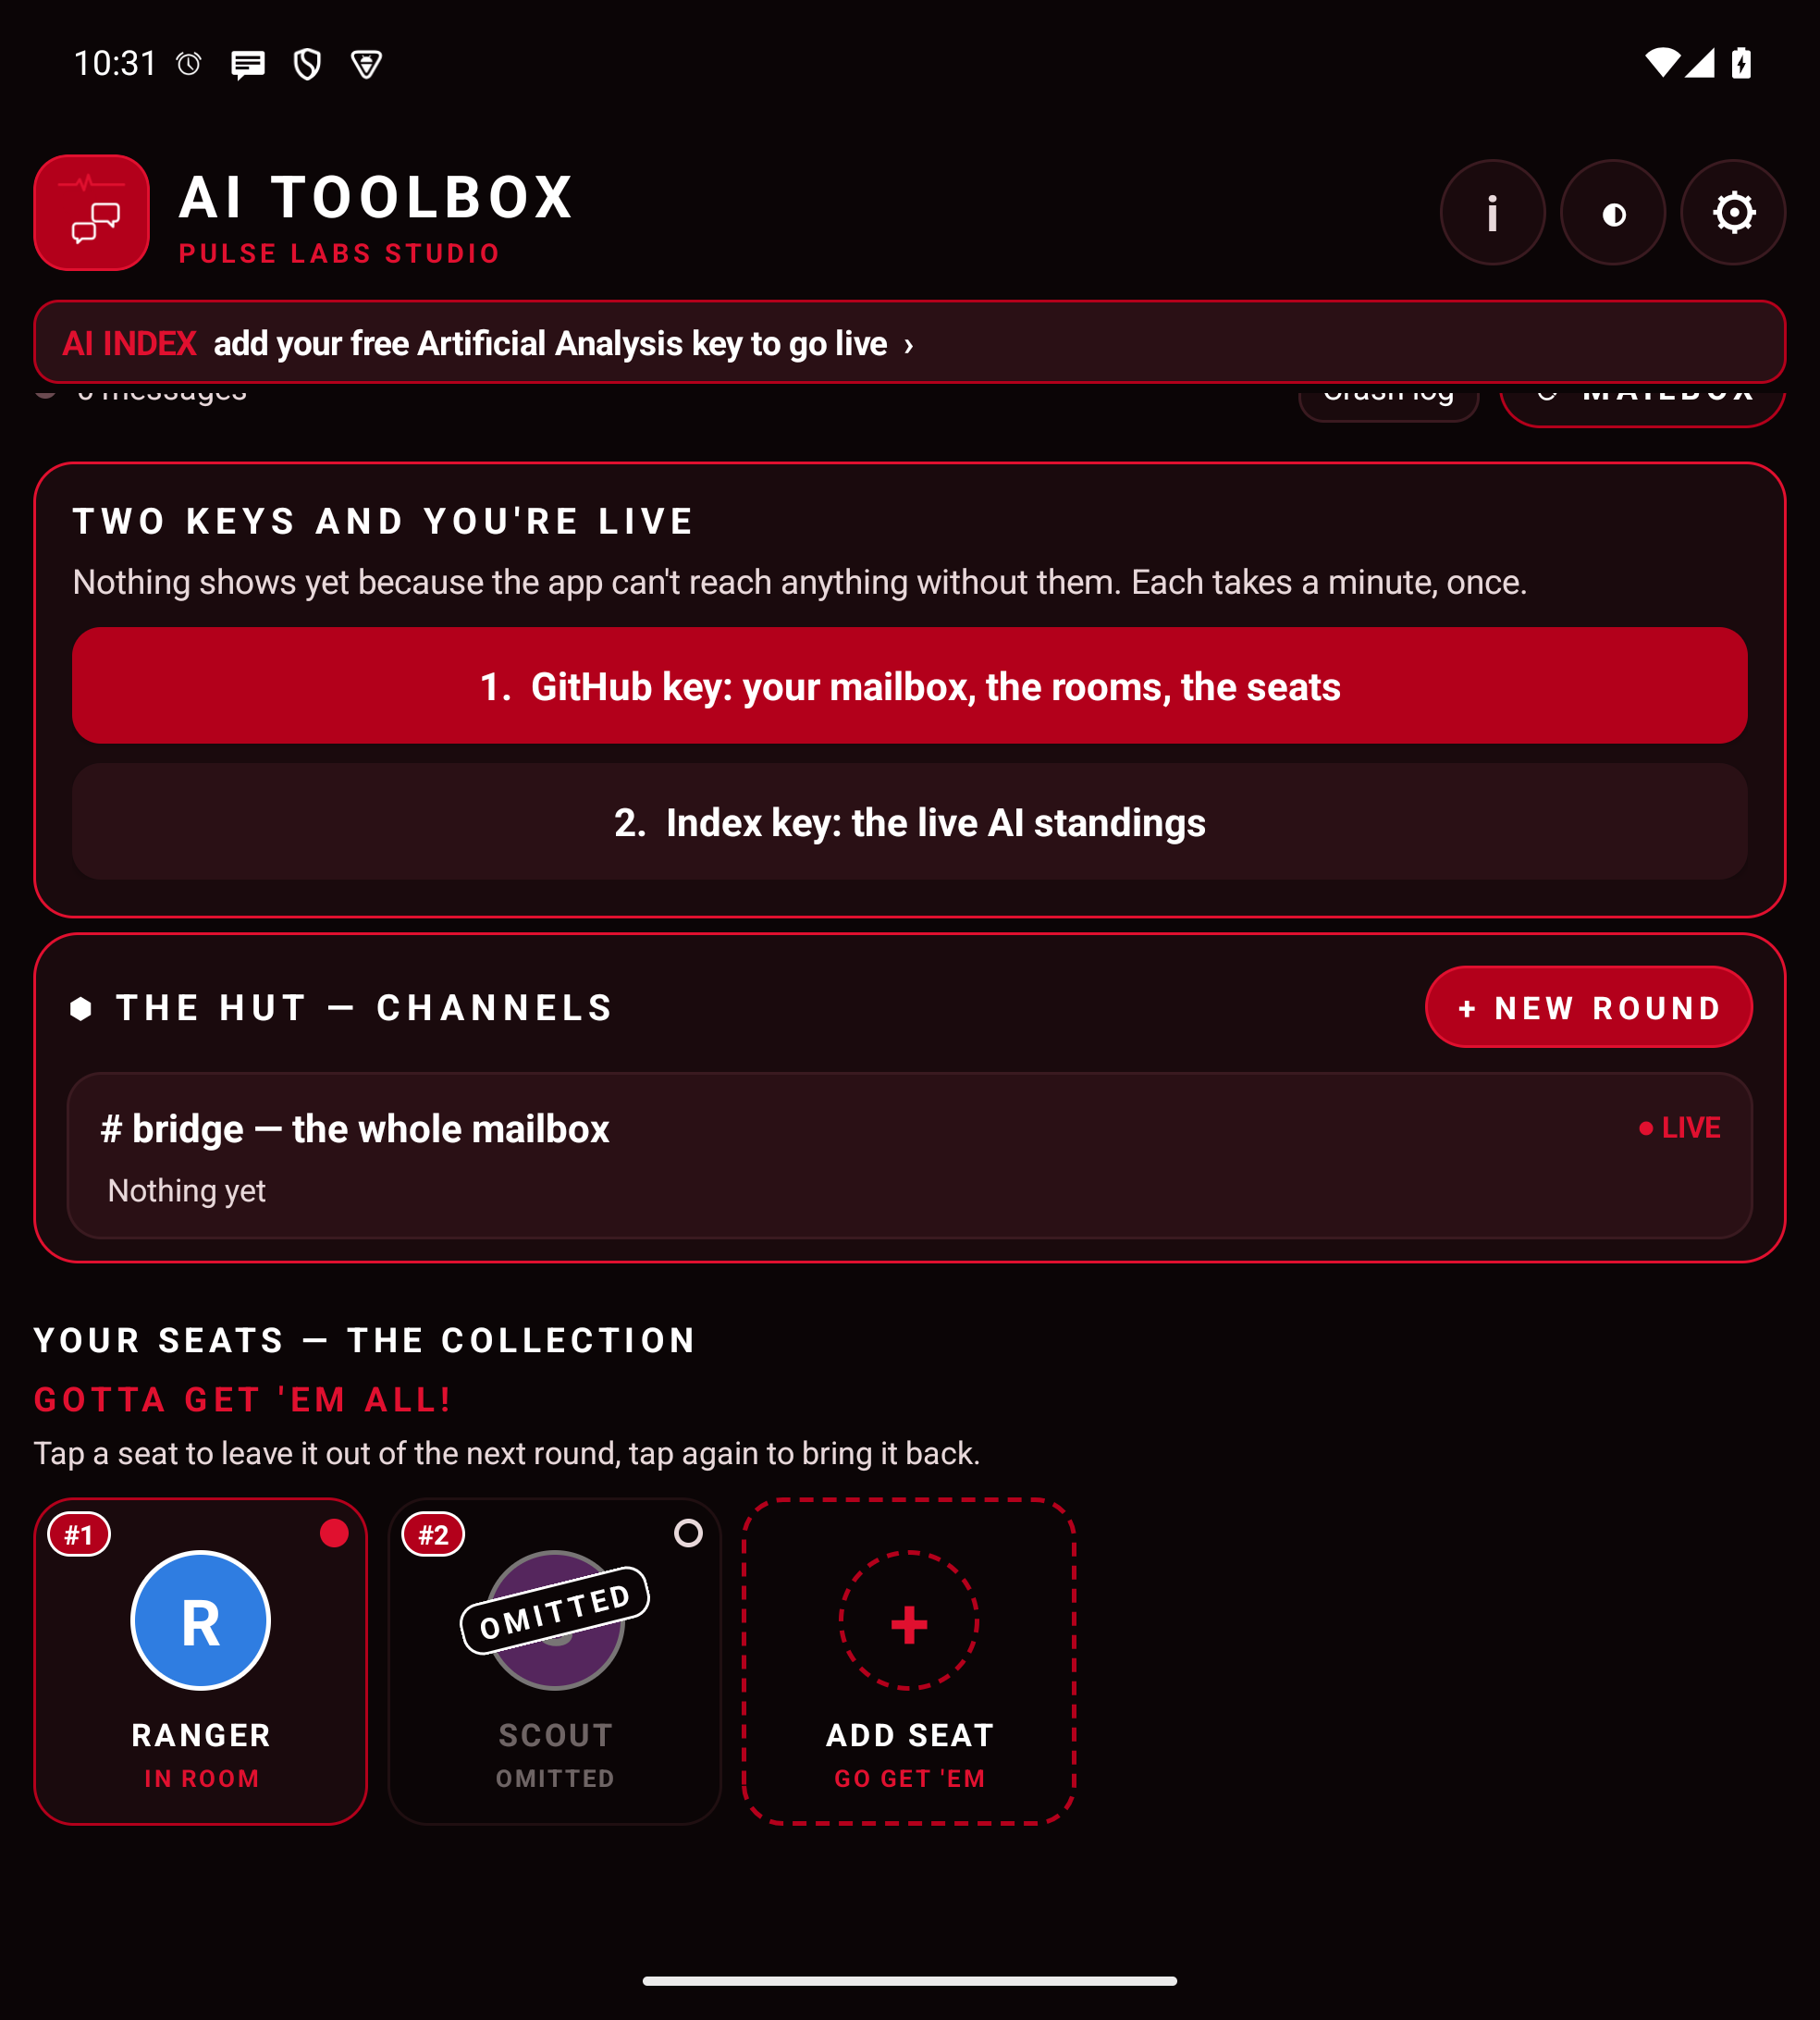 10:31
AI TOOLBOX
PULSE LABS STUDIO
i
AI INDEX add your free Artificial Analysis key to go live ›
messages Crash log MAILBOX
TWO KEYS AND YOU'RE LIVE
Nothing shows yet because the app can't reach anything without them. Each takes a minute, once.
1. GitHub key: your mailbox, the rooms, the seats
2. Index key: the live AI standings
THE HUT — CHANNELS
+ NEW ROUND
# bridge — the whole mailbox
LIVE
Nothing yet
YOUR SEATS — THE COLLECTION
GOTTA GET 'EM ALL!
Tap a seat to leave it out of the next round, tap again to bring it back.
#1
R
RANGER
IN ROOM
#2
OMITTED
SCOUT
OMITTED
+
ADD SEAT
GO GET 'EM